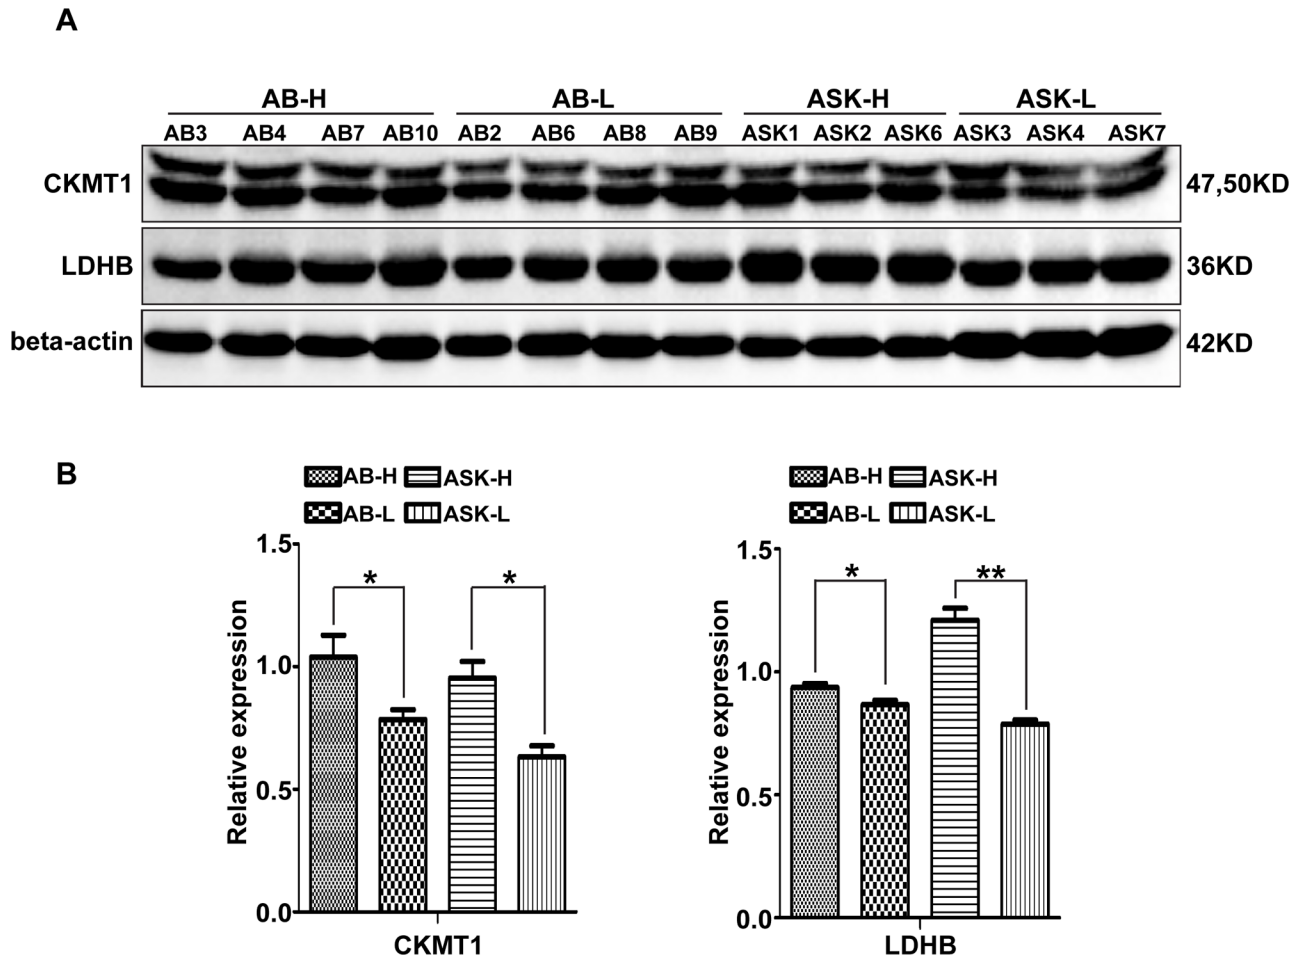 A
AB-H AB-L ASK-H ASK-L
AB3 AB4 AB7 AB10 AB2 AB6 AB8 AB9 ASK1 ASK2 ASK6 ASK3 ASK4 ASK7
CKMT1 47,50KD
LDHB 36KD
beta-actin 42KD
B
AB-H ASK-H
AB-L ASK-L
1.5
1.0
0.5
0.0
Relative expression
* *
CKMT1
AB-H ASK-H
AB-L ASK-L
1.5
1.0
0.5
0.0
Relative expression
* **
LDHB